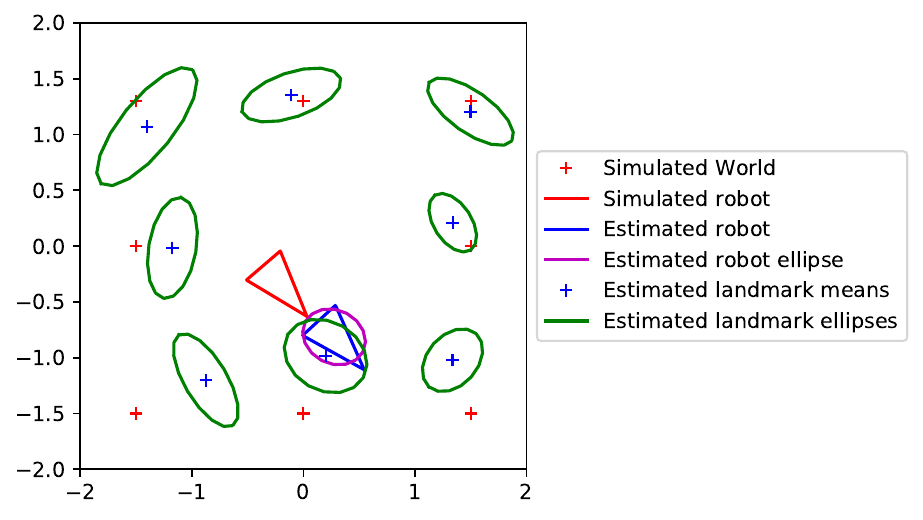 2.0
1.5
1.0
0.5
0.0
−0.5
−1.0
−1.5
−2.0
−2
−1
0
1
2
Simulated World
Simulated robot
Estimated robot
Estimated robot ellipse
Estimated landmark means
Estimated landmark ellipses